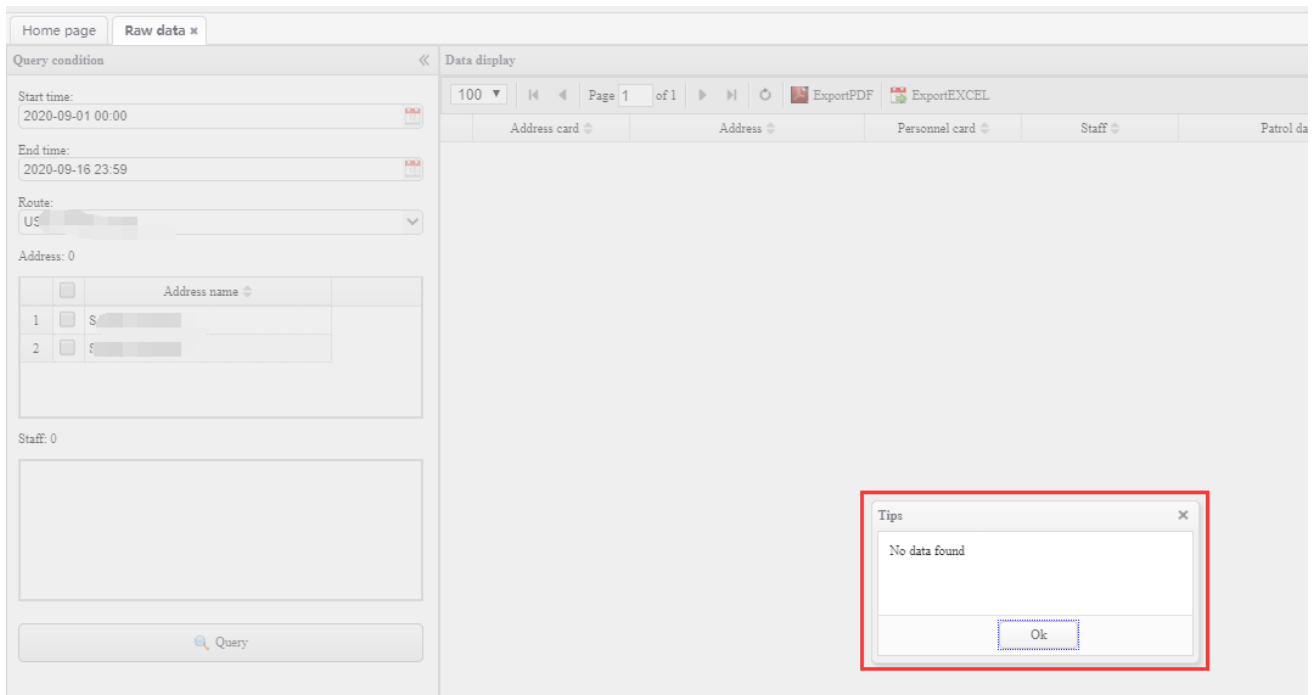 Home page
Raw data ×
Query condition
Start time:
2020-09-01 00:00
End time:
2020-09-16 23:59
Route:
US
Address: 0
Address name
1
2
Staff: 0
Query
Data display
100 Page 1 of 1 ExportPDF ExportEXCEL
Address card Address Personnel card Staff Patrol da
Tips ×
No data found
Ok